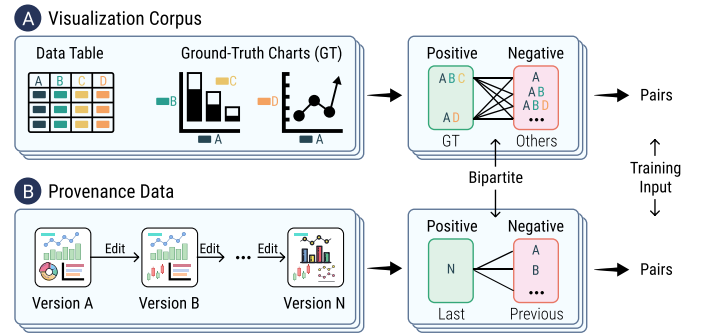 A Visualization Corpus
Data Table
Ground-Truth Charts (GT)
A B C D
B
C
A
D
A
Positive
Negative
A B C
A D
A
A B
A B D
•••
GT
Others
Pairs
Bipartite
Training
Input
B Provenance Data
Edit
Edit
•••
Edit
Version A
Version B
Version N
Positive
Negative
N
A
B
•••
Last
Previous
Pairs